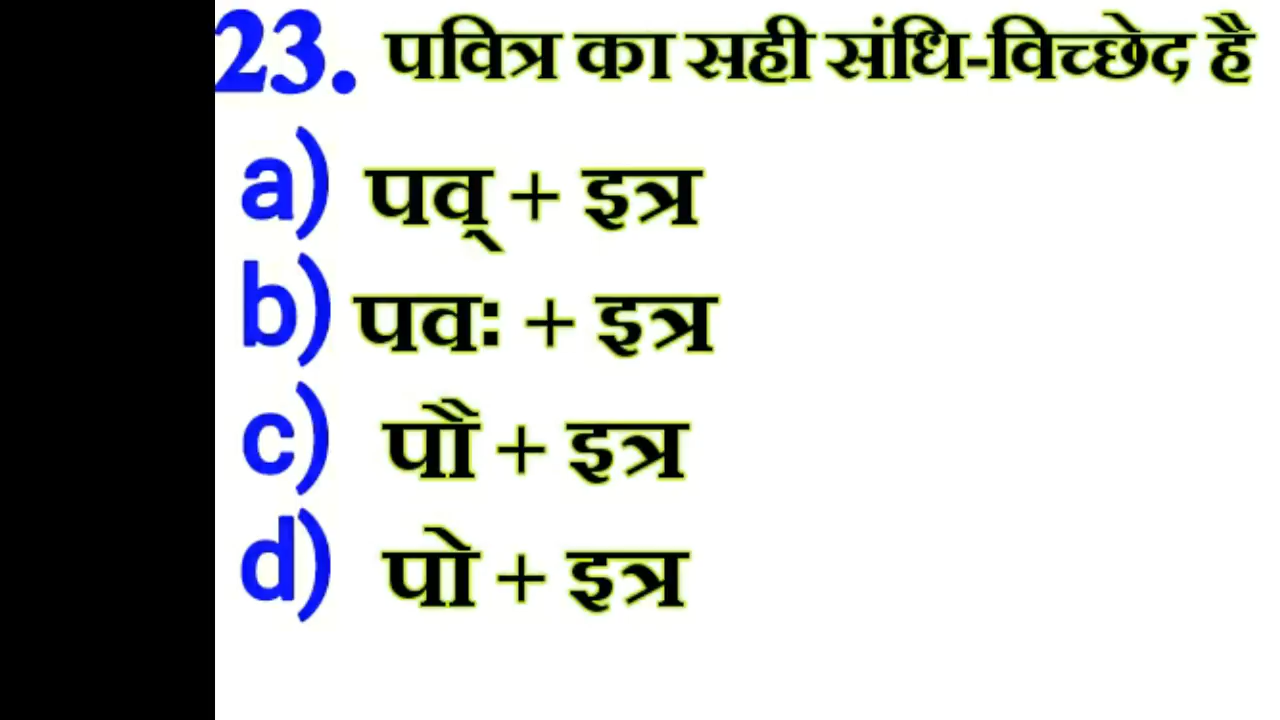 23. पवित्र का सही संधि-विच्छेद है
a) पव् + इत्र
b) पवः + इत्र
c) पौ + इत्र
d) पो + इत्र